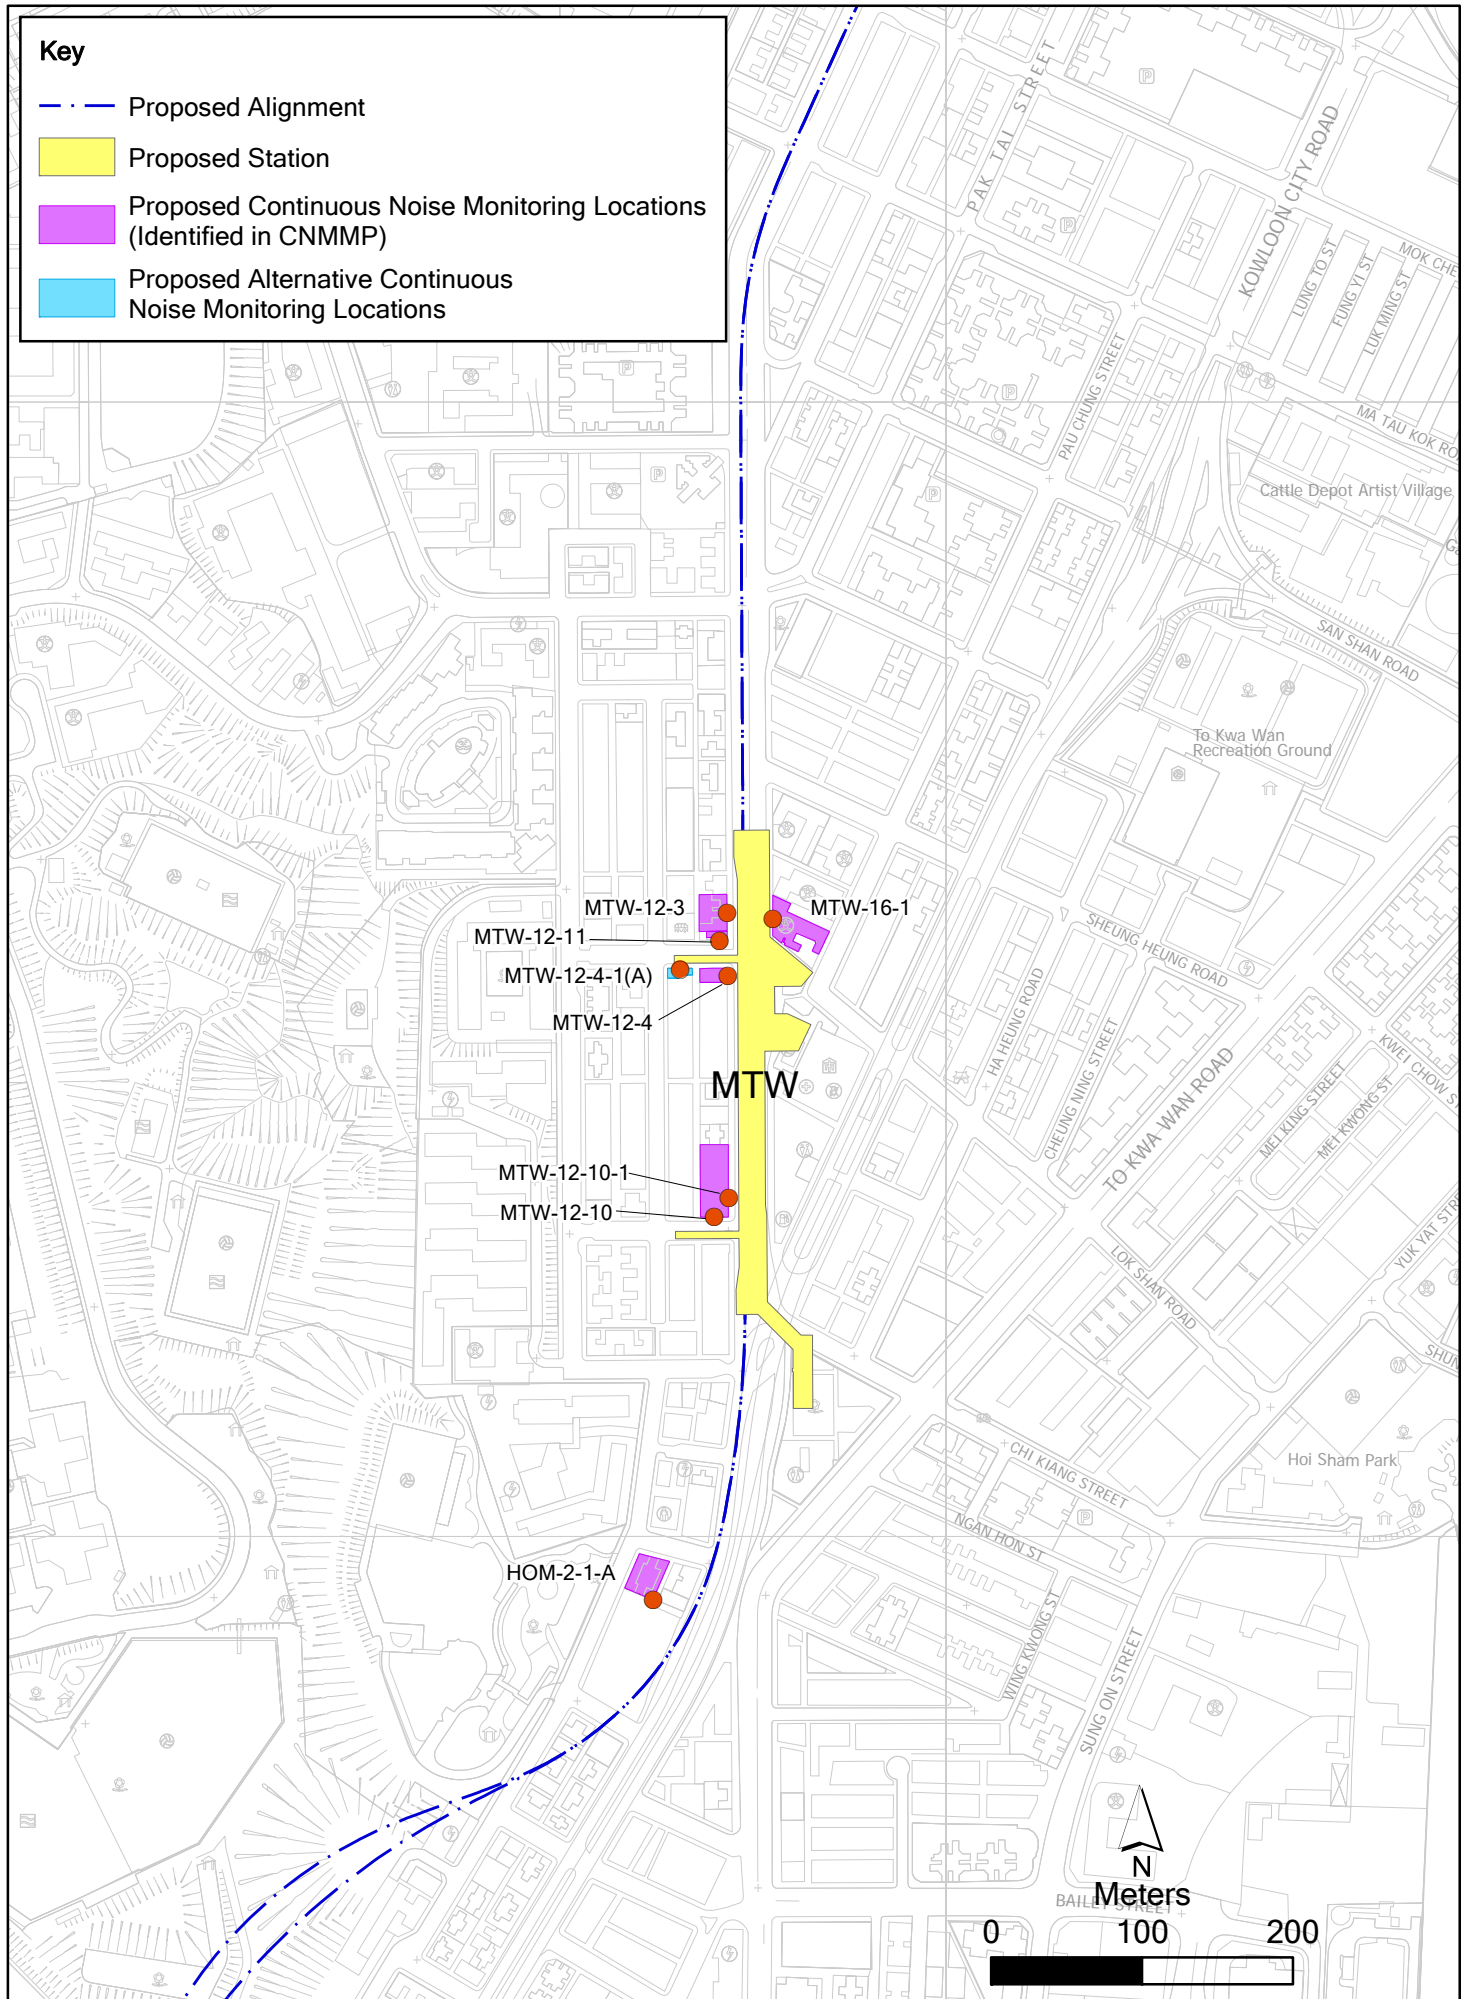 Key
Proposed Alignment
Proposed Station
Proposed Continuous Noise Monitoring Locations
(Identified in CNMMP)
Proposed Alternative Continuous
Noise Monitoring Locations
PAK TAI STREET
KOWLOON CITY ROAD
LUNG TO ST
FUNG YI ST
LUK MING ST
MOK CHE
PAU CHUNG STREET
MA TAU KOK RO
Cattle Depot Artist Village
Ga
SAN SHAN ROAD
To Kwa Wan
Recreation Ground
MTW-12-3
MTW-16-1
MTW-12-11
MTW-12-4-1(A)
MTW-12-4
SHEUNG HEUNG ROAD
HA HEUNG ROAD
CHEUNG NING STREET
TO KWA WAN ROAD
KWEI CHOW S
MEI KING STREET
MEI KWONG ST
MTW
MTW-12-10-1
MTW-12-10
YUK YAT STR
LOK SHAN ROAD
SHUN
Hoi Sham Park
CHI KIANG STREET
NGAN HON ST
HOM-2-1-A
WING KWONG ST
SUNG ON STREET
N
Meters
BAILEY STREET
0 100 200
P
P
P
P
P
P
P